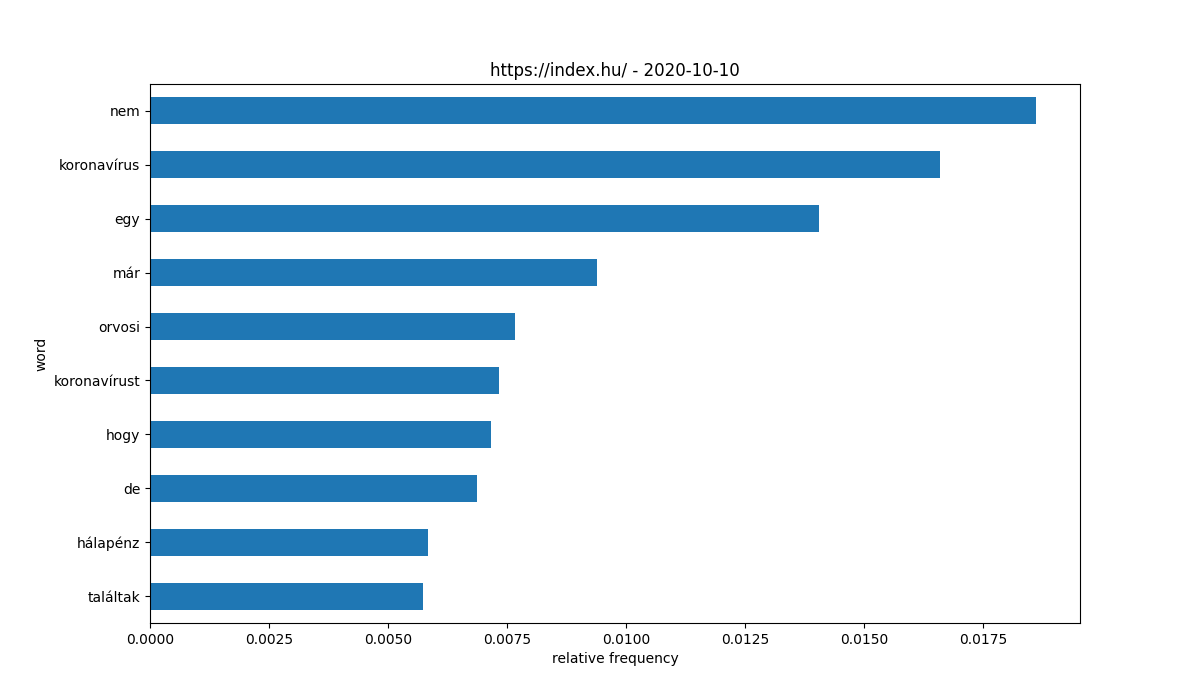 https://index.hu/ - 2020-10-10
word
nem
koronavírus
egy
már
orvosi
koronavírust
hogy
de
hálapénz
találtak
0.0000 0.0025 0.0050 0.0075 0.0100 0.0125 0.0150 0.0175
relative frequency